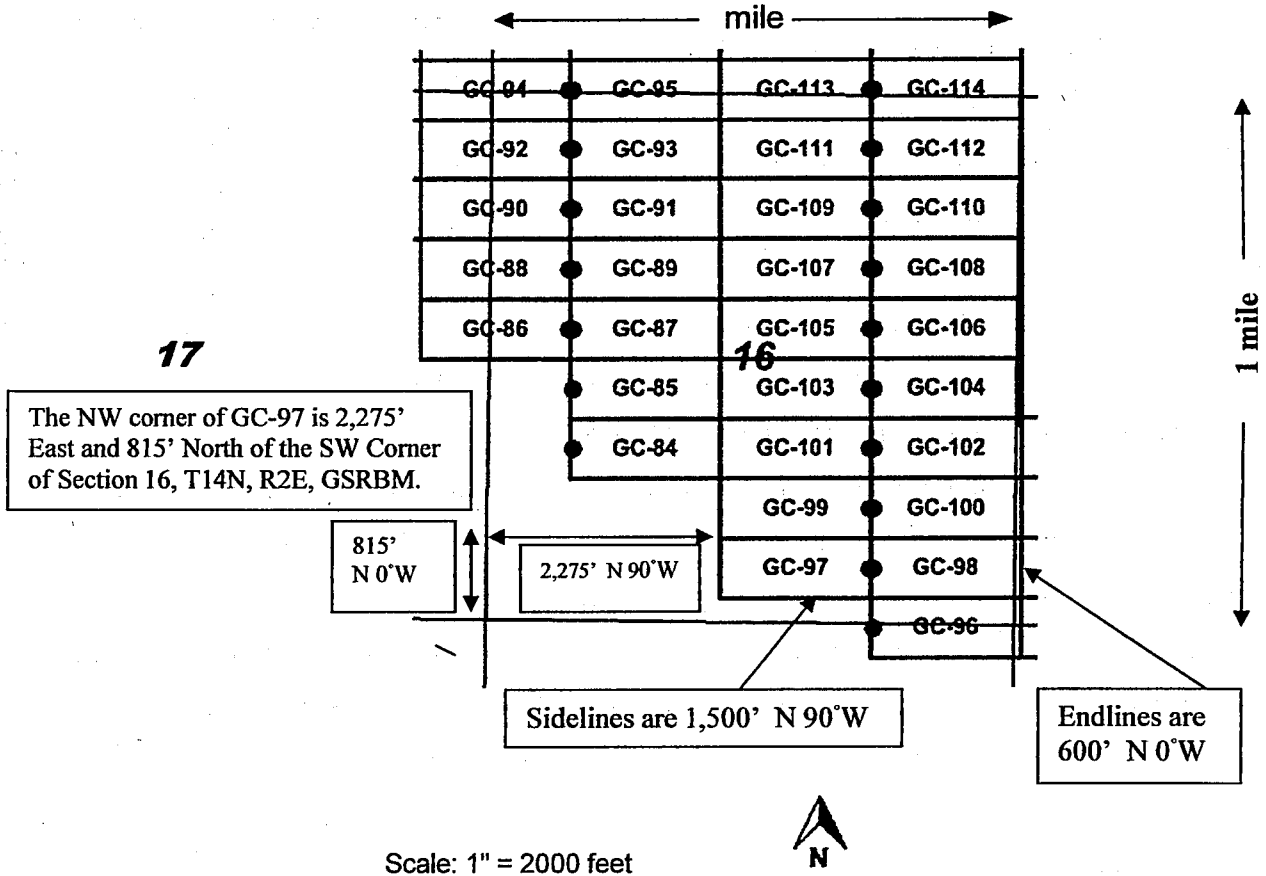 mile
GC-94 GC-95 GC-113 GC-114
GC-92 GC-93 GC-111 GC-112
GC-90 GC-91 GC-109 GC-110
GC-88 GC-89 GC-107 GC-108
GC-86 GC-87 GC-105 GC-106
1 mile
17
16
GC-85 GC-103 GC-104
The NW corner of GC-97 is 2,275’
East and 815’ North of the SW Corner
of Section 16, T14N, R2E, GSRBM.
GC-84 GC-101 GC-102
GC-99 GC-100
815’
N 0°W
2,275’ N 90°W
GC-97 GC-98
GC-96
Sidelines are 1,500’ N 90°W
Endlines are
600’ N 0°W
N
Scale: 1" = 2000 feet